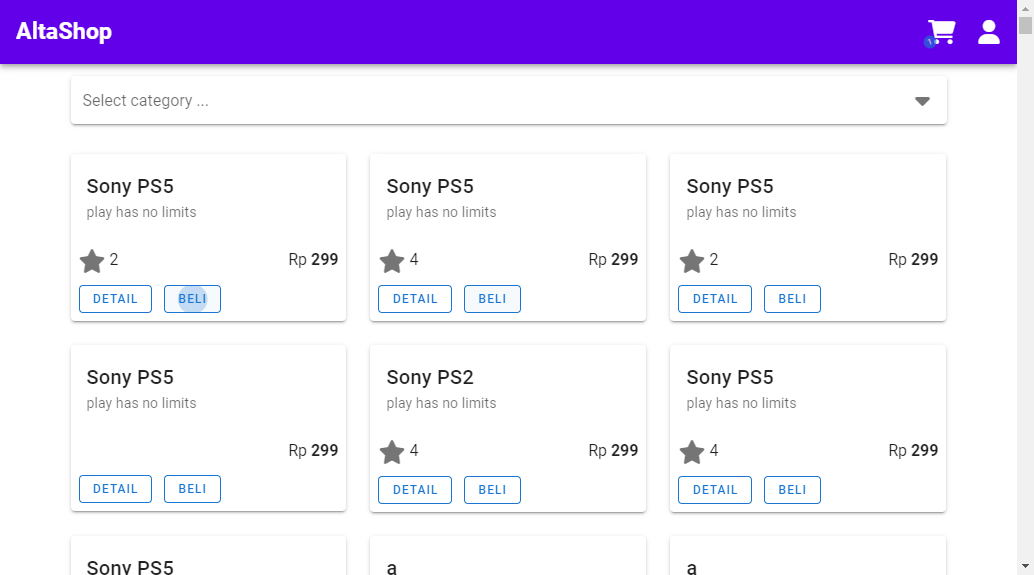 AltaShop
1
Select category ...
Sony PS5
play has no limits
2 Rp 299
DETAIL BELI
Sony PS5
play has no limits
4 Rp 299
DETAIL BELI
Sony PS5
play has no limits
2 Rp 299
DETAIL BELI
Sony PS5
play has no limits
Rp 299
DETAIL BELI
Sony PS2
play has no limits
4 Rp 299
DETAIL BELI
Sony PS5
play has no limits
4 Rp 299
DETAIL BELI
Sony PS5
a
a